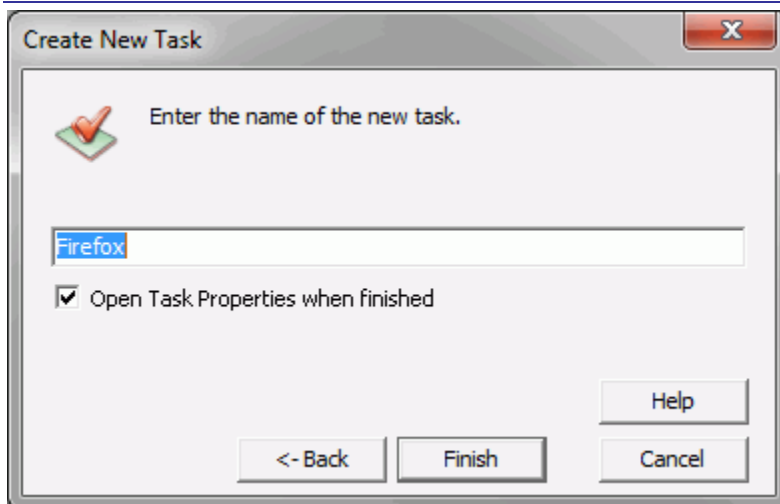 Create New Task
Enter the name of the new task.
Firefox
Open Task Properties when finished
Help
<- Back Finish Cancel